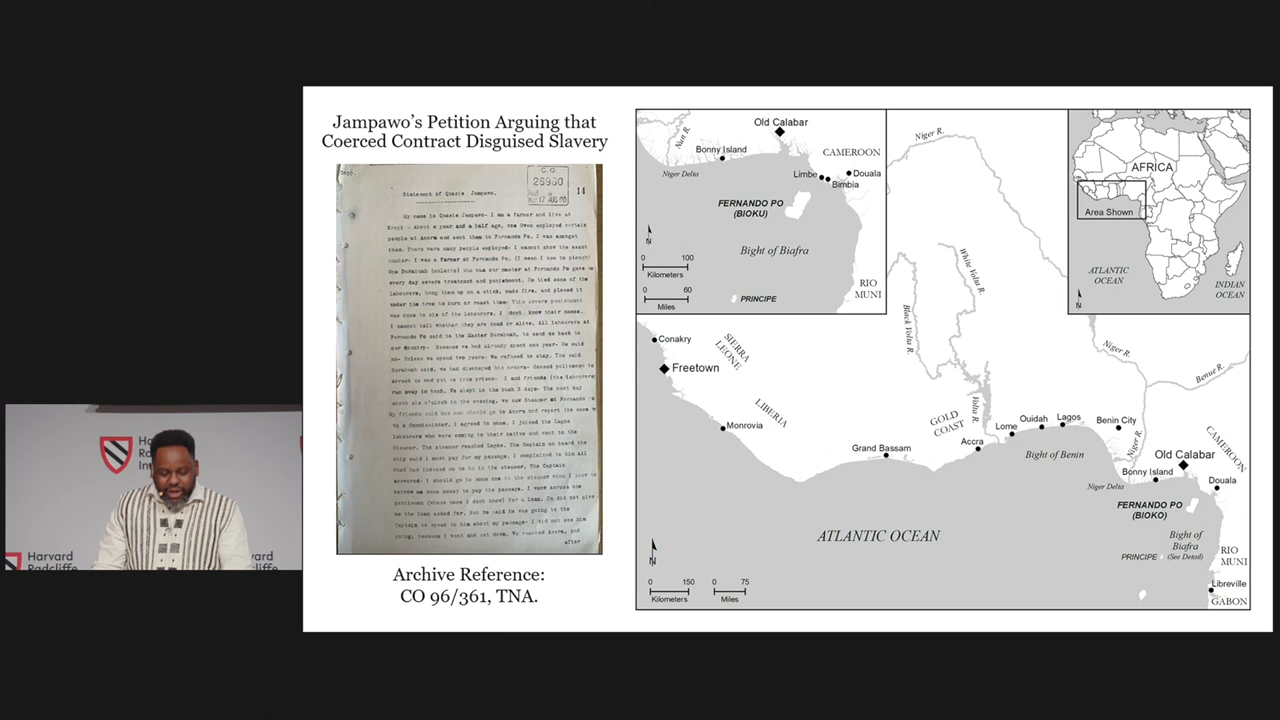 Jampawo's Petition Arguing that
Coerced Contract Disguised Slavery
C.O.
26960
Rec 17 AUG 00
14
Statement of Quasie Jampawo.
My name is Quasie Jampawo- I am a farmer and live at
Krepi - About a year and a half ago, one Owoo employed certain
people at Accra and sent them to Fernando Po. I was amongst
them. There were many people employed- I cannot show the exact
number- I was a farmer at Fernando Po. (I mean I use to plough)
One Burabuah (mulatto) who was our master at Fernando Po gave us
every day severe treatment and punishment. He tied some of the
labourers, hung them up on a stick, made fire, and placed it
under the tree to burn or roast them- This severe punishment
was done to six of the labourers. I dont know their names.
I cannot tell whether they are dead or alive. All labourers at
Fernando Po said to the Master Burabuah, to send us back to
our Country- Because we had already spent one year- He said
no- Unless we spend two years- We refused to stay. The said
Burabuah said, we had disobeyed his orders- Caused policemen to
arrest us and put us into prison- I and friends (the labourers)
ran away to bush. We slept in the bush 3 days- The next day
about six o'clock in the evening, we saw Steamer at Fernando Po
My friends said one man should go to Accra and report the case
to a Commissioner. I agreed to come. I joined the Lagos
labourers who were coming to their native and went to the
Steamer. The steamer reached Lagos. The Captain on board the
ship said I must pay for my passage. I complained to him all
what had induced me to be in the steamer. The Captain
answered- I should go to some one in the steamer whom I know to
borrow me some money to pay the passage. I went across one
gentleman (whose name I dont know) for a loan. He did not give
me the loan asked for. But he said he was going to the
Captain to speak to him about my passage- I did not see him
going, because I went and sat down. We reached Accra, and
after
Archive Reference:
CO 96/361, TNA.
Old Calabar
Nun R.
Bonny Island
CAMEROON
Niger Delta
Limbe
Douala
Bimbia
FERNANDO PO
(BIOKU)
Bight of Biafra
N
0 100
Kilometers
0 60
Miles
PRINCIPE
RIO
MUNI
Niger R.
AFRICA
Area Shown
ATLANTIC
OCEAN
INDIAN
OCEAN
N
White Volta R.
Black Volta R.
Niger R.
Benue R.
Conakry
SIERRA
LEONE
Freetown
LIBERIA
Monrovia
Grand Bassam
GOLD
COAST
Volta R.
Accra
Lome
Ouidah
Lagos
Bight of Benin
Benin City
Niger R.
CAMEROON
Old Calabar
Bonny Island
Niger Delta
Douala
FERNANDO PO
(BIOKO)
Bight of
Biafra
PRINCIPE
(See Detail)
RIO
MUNI
Libreville
GABON
ATLANTIC OCEAN
N
0 150
Kilometers
0 75
Miles
Harvard
Radcliffe